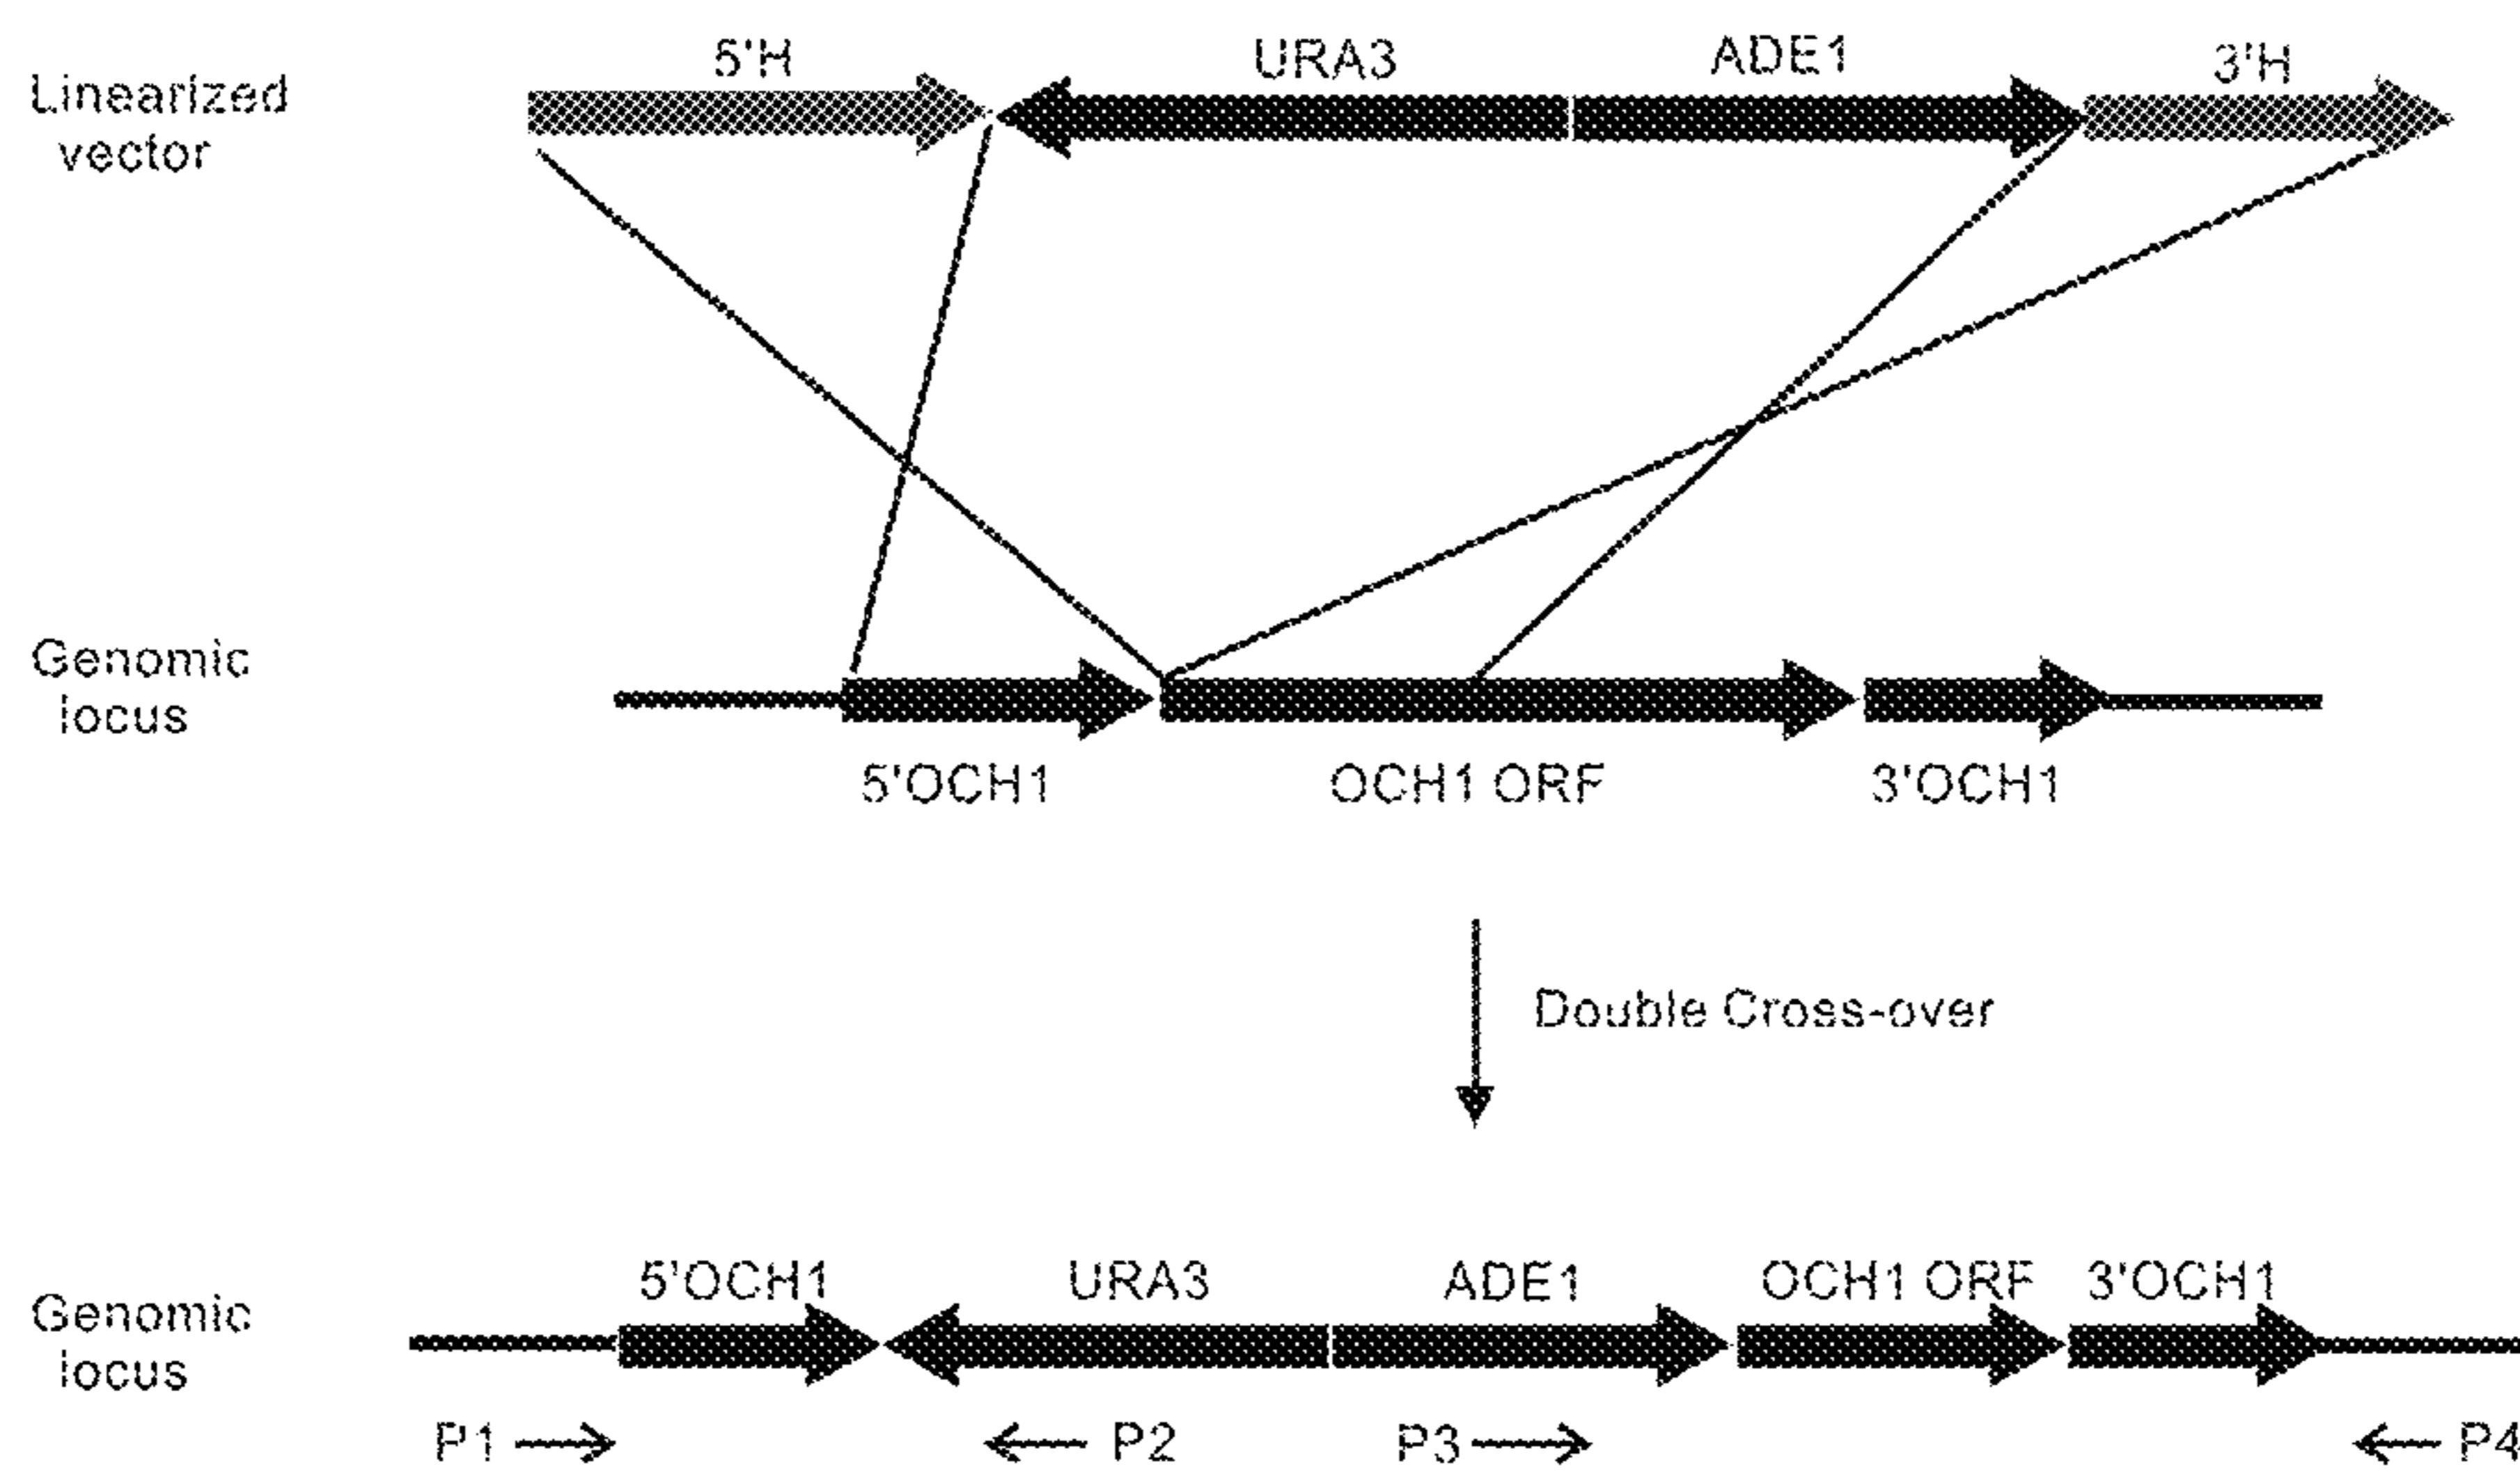 5'H URA3 ADE1 3'H
Linearized
vector
Genomic
locus
5'OCH1 OCH1 ORF 3'OCH1
Double Cross-over
5'OCH1 URA3 ADE1 OCH1 ORF 3'OCH1
Genomic
locus
P1 P2 P3 P4